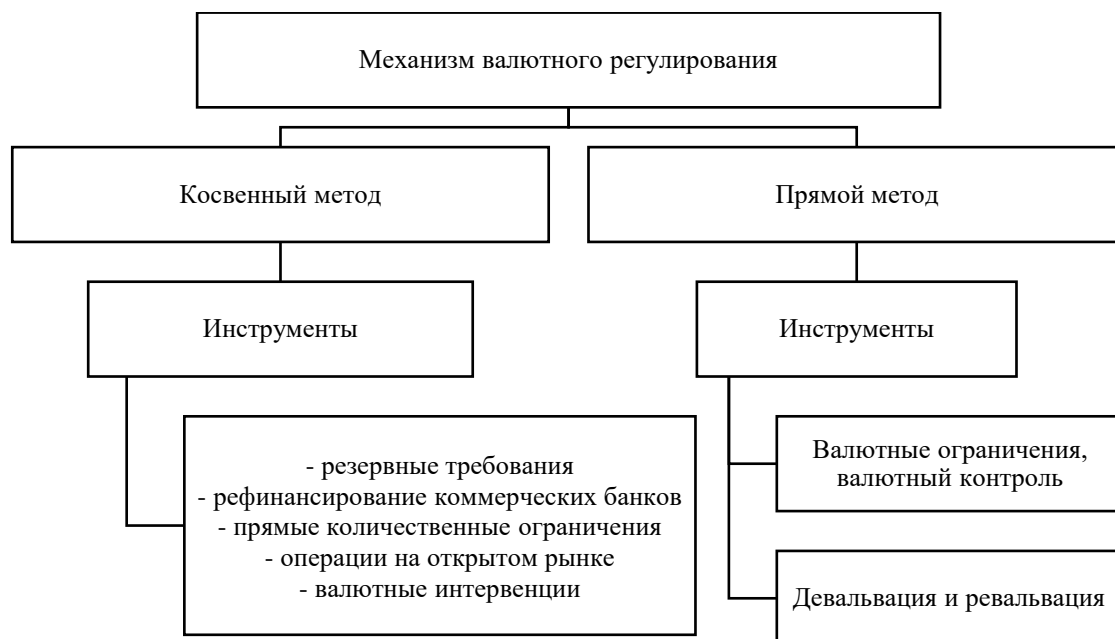 Механизм валютного регулирования
Косвенный метод
Прямой метод
Инструменты
Инструменты
- резервные требования
- рефинансирование коммерческих банков
- прямые количественные ограничения
- операции на открытом рынке
- валютные интервенции
Валютные ограничения,
валютный контроль
Девальвация и ревальвация